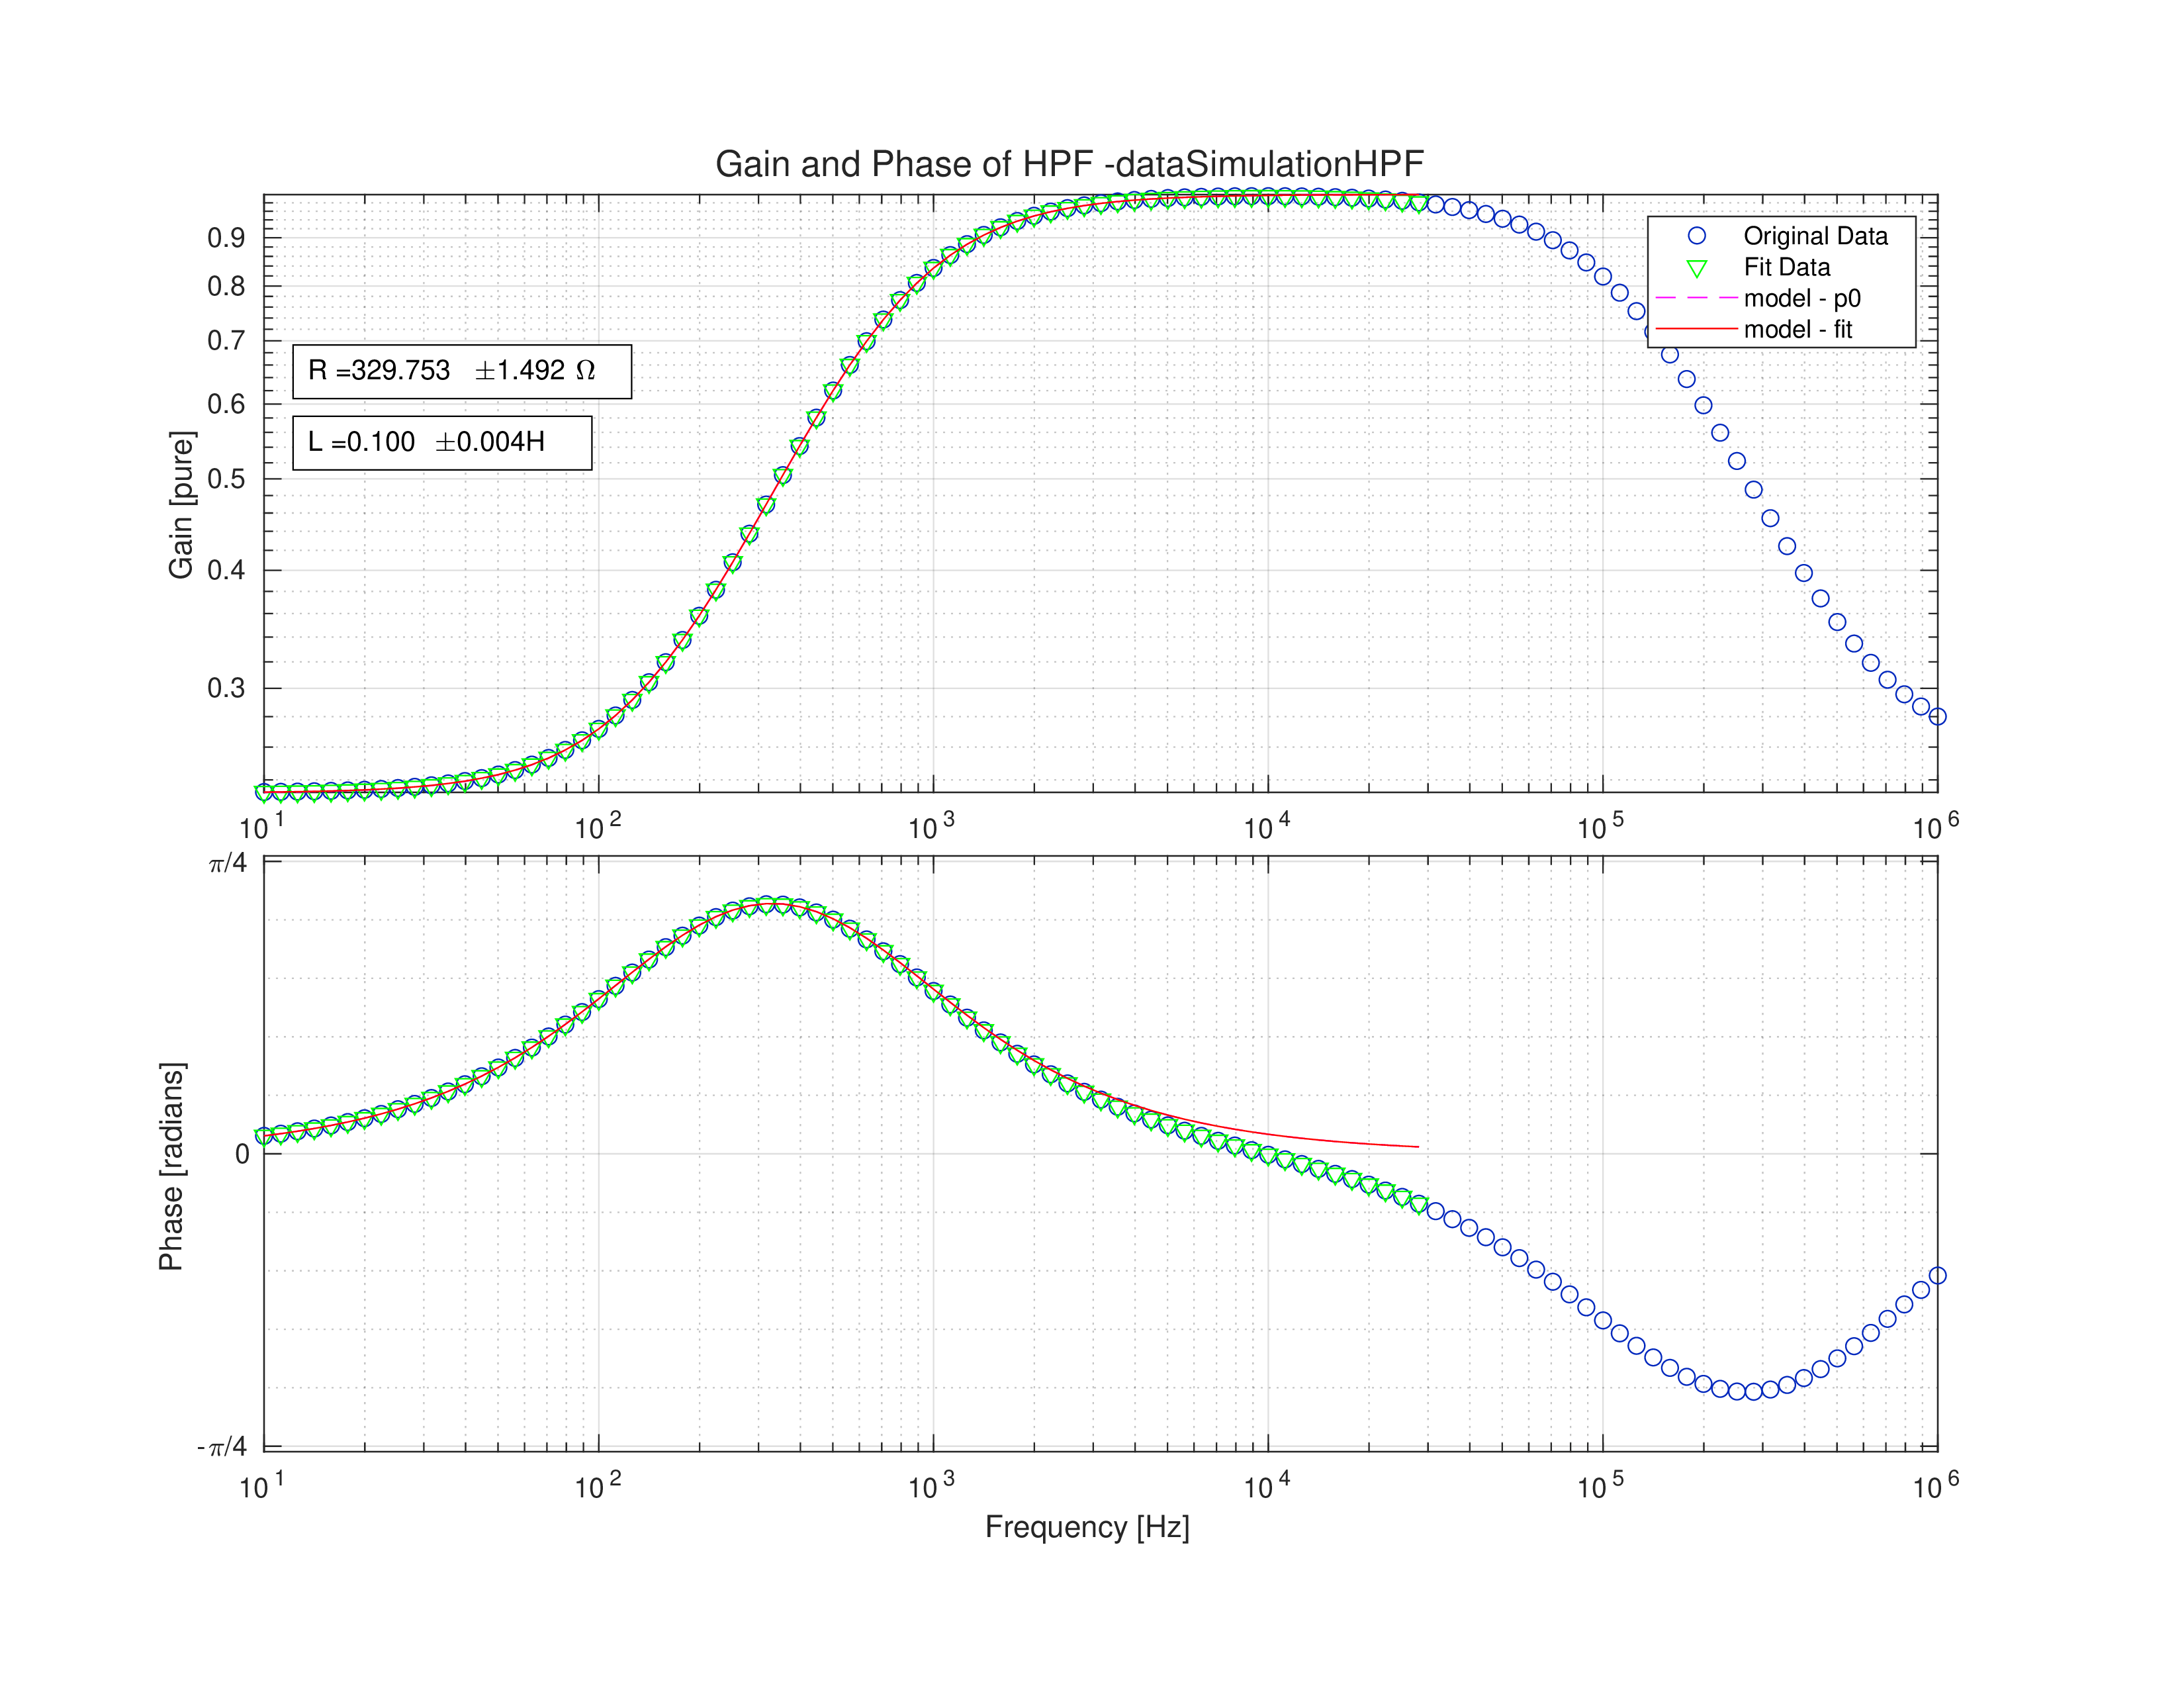 Gain and Phase of HPF -dataSimulationHPF
Gain [pure]
0.9
0.8
0.7
0.6
0.5
0.4
0.3
R =329.753 ±1.492 Ω
L =0.100 ±0.004H
Original Data
Fit Data
model - p0
model - fit
10^1 10^2 10^3 10^4 10^5 10^6
Phase [radians]
π/4
0
-π/4
10^1 10^2 10^3 10^4 10^5 10^6
Frequency [Hz]